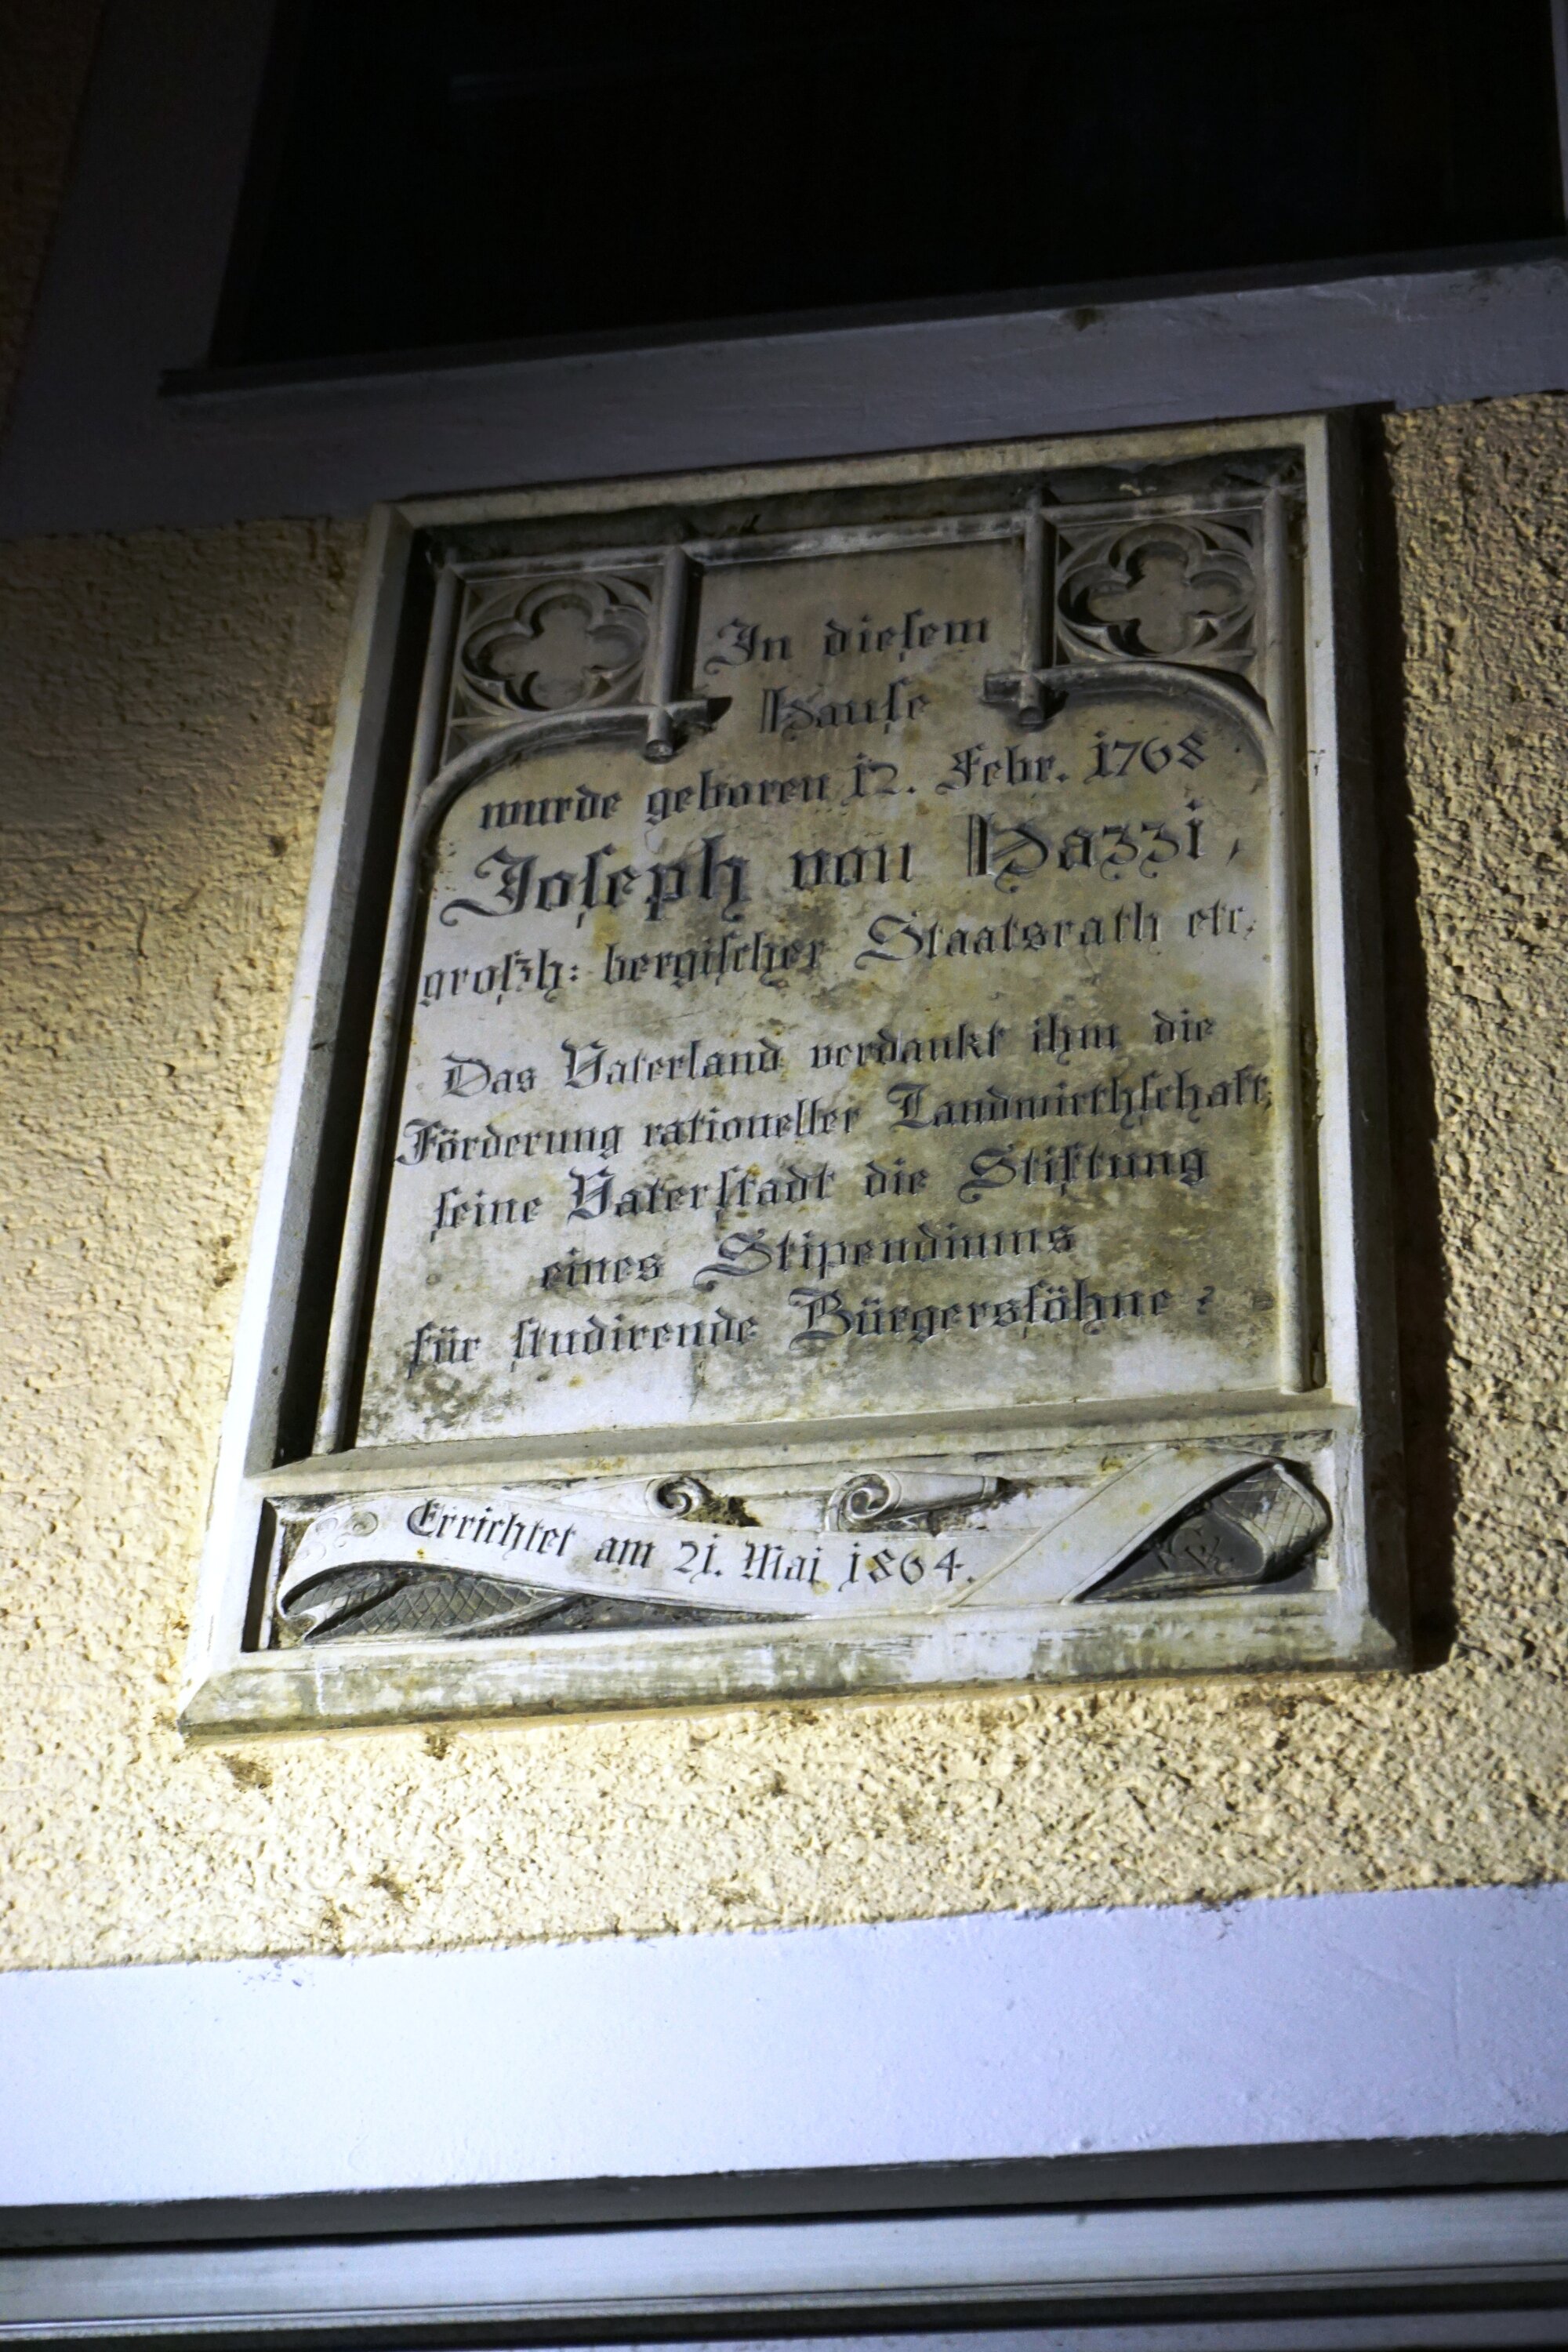 In dieſem
Hauſe
wurde geboren 12. Febr. 1768
Joſeph von Hazzi,
großh: bergiſcher Staatsrath etc.
Das Vaterland verdankt ihm die
Förderung rationeller Landwirthſchaft,
ſeine Vaterſtadt die Stiftung
eines Stipendiums
für ſtudirende Bürgersſöhne
Errichtet am 21. Mai 1864.